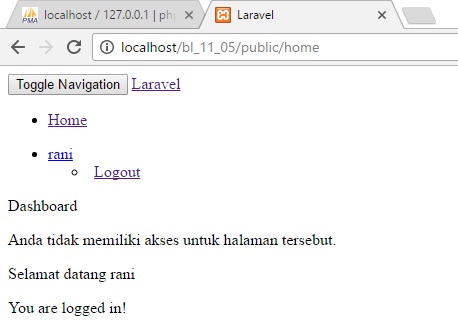 localhost / 127.0.0.1 | ph
Laravel
localhost/bl_11_05/public/home
Toggle Navigation Laravel
Home
rani
Logout
Dashboard
Anda tidak memiliki akses untuk halaman tersebut.
Selamat datang rani
You are logged in!